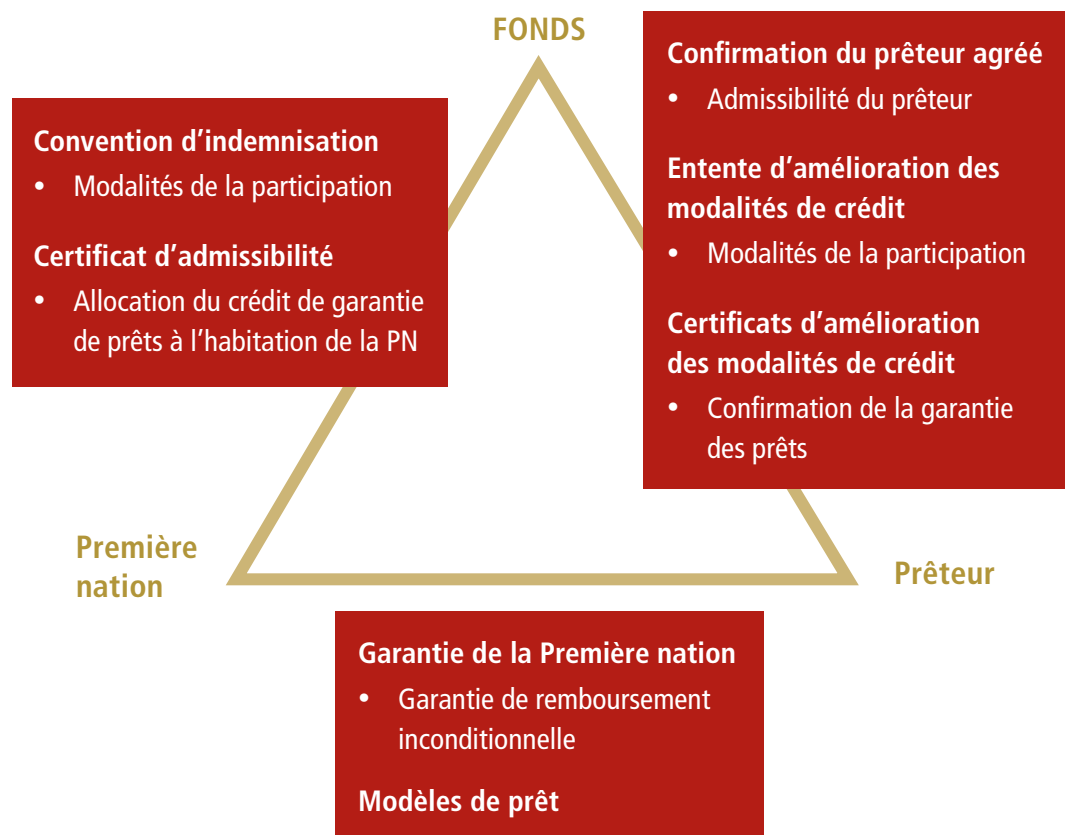 FONDS
Convention d’indemnisation
• Modalités de la participation
Certificat d’admissibilité
• Allocation du crédit de garantie
de prêts à l’habitation de la PN
Confirmation du prêteur agréé
• Admissibilité du prêteur
Entente d’amélioration des
modalités de crédit
• Modalités de la participation
Certificats d’amélioration
des modalités de crédit
• Confirmation de la garantie
des prêts
Première
nation
Prêteur
Garantie de la Première nation
• Garantie de remboursement
inconditionnelle
Modèles de prêt